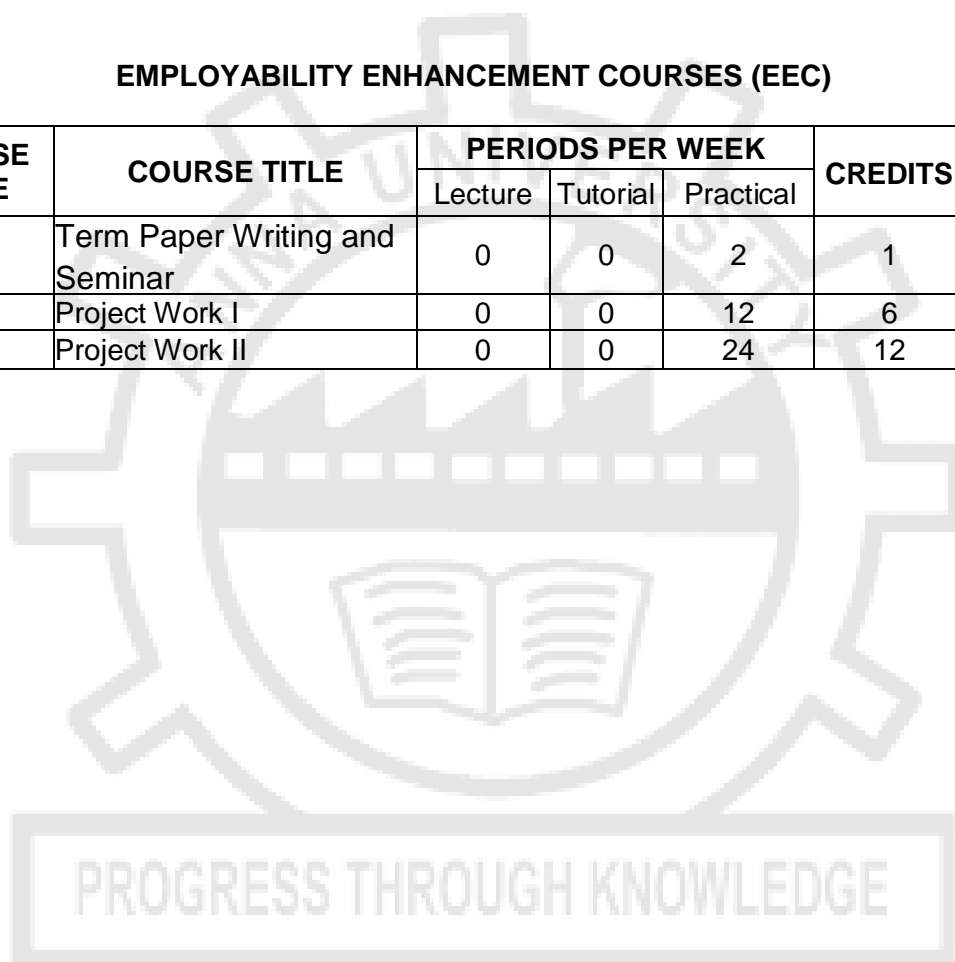 EMPLOYABILITY ENHANCEMENT COURSES (EEC)
SE COURSE TITLE PERIODS PER WEEK CREDITS
E Lecture Tutorial Practical
Term Paper Writing and
Seminar 0 0 2 1
Project Work I 0 0 12 6
Project Work II 0 0 24 12
ANNA UNIVERSITY
PROGRESS THROUGH KNOWLEDGE